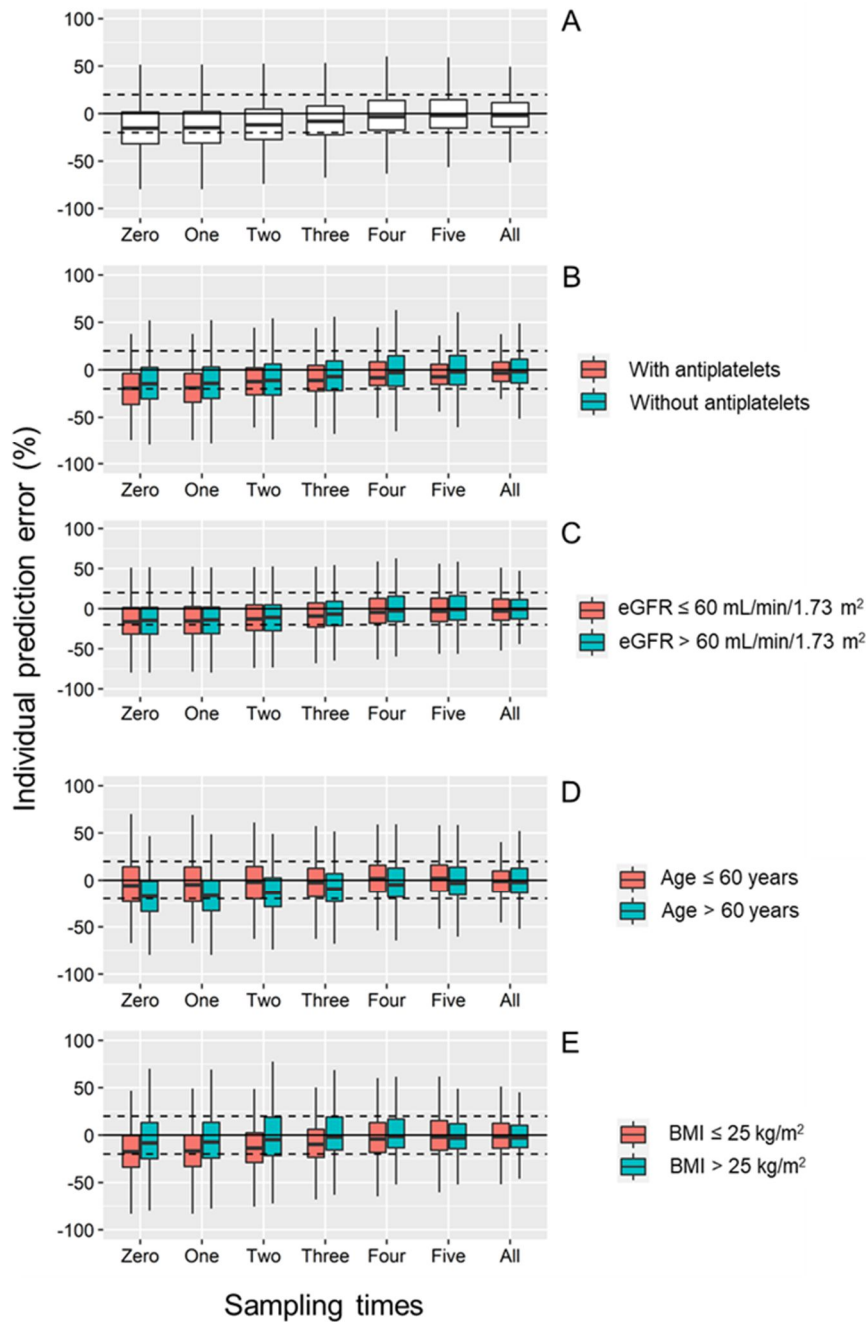 A
100
50
0
-50
-100
Zero One Two Three Four Five All
B
100
50
0
-50
-100
Zero One Two Three Four Five All
With antiplatelets
Without antiplatelets
C
100
50
0
-50
-100
Zero One Two Three Four Five All
eGFR ≤ 60 mL/min/1.73 m²
eGFR > 60 mL/min/1.73 m²
D
100
50
0
-50
-100
Zero One Two Three Four Five All
Age ≤ 60 years
Age > 60 years
E
100
50
0
-50
-100
Zero One Two Three Four Five All
BMI ≤ 25 kg/m²
BMI > 25 kg/m²
Individual prediction error (%)
Sampling times